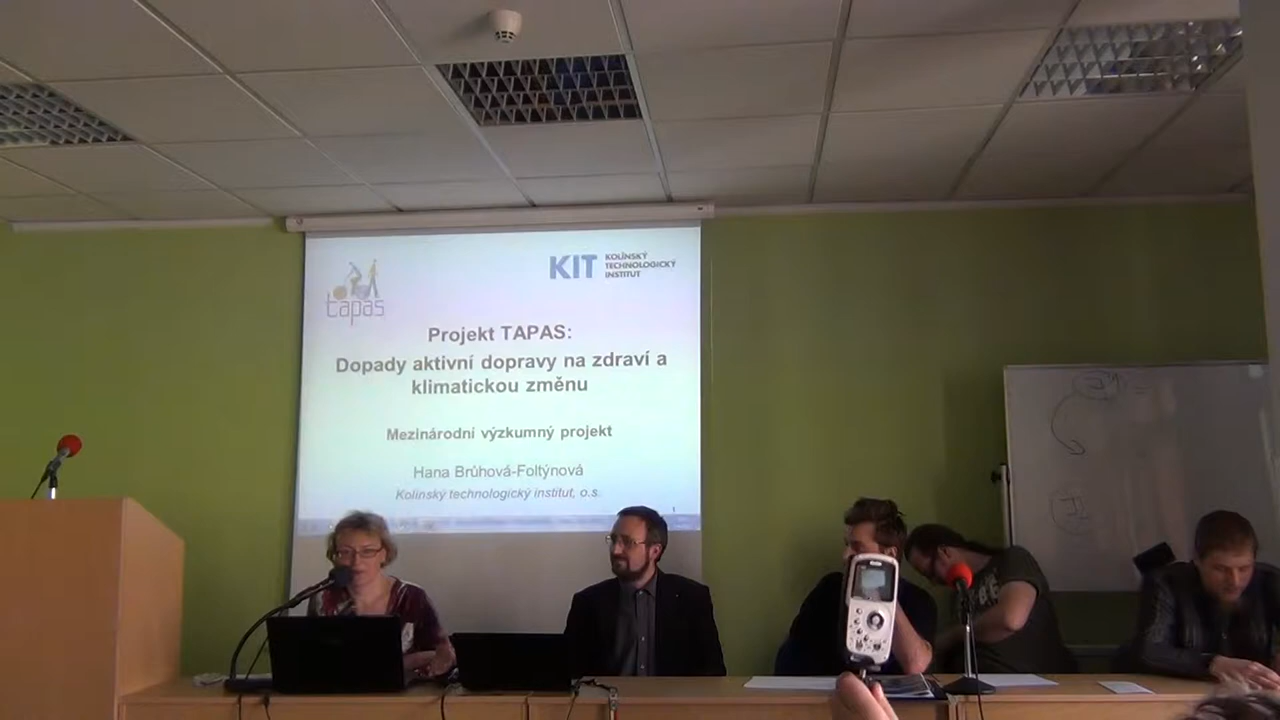 tapas
KIT
KOLÍNSKÝ
TECHNOLOGICKÝ
INSTITUT
Projekt TAPAS:
Dopady aktivní dopravy na zdraví a
klimatickou změnu
Mezinárodní výzkumný projekt
Hana Brůhová-Foltýnová
Kolínský technologický institut, o.s.
1